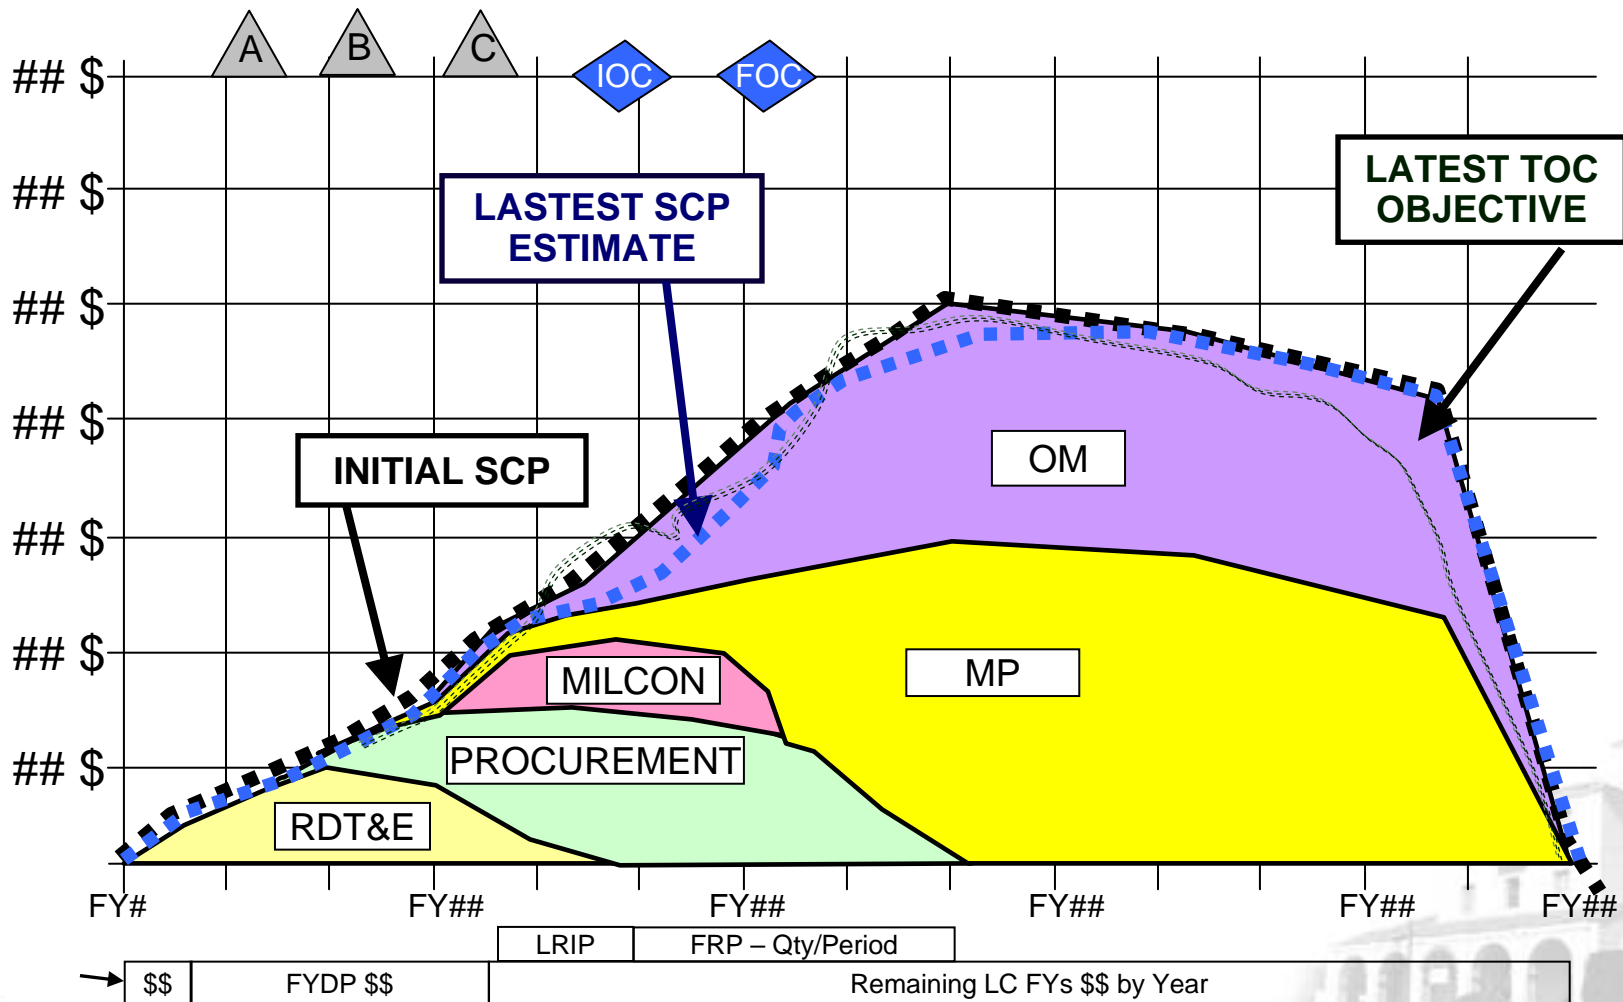 A
B
C
IOC
FOC
## $
## $
## $
## $
## $
## $
## $
LASTEST SCP
ESTIMATE
LATEST TOC
OBJECTIVE
INITIAL SCP
OM
MILCON
MP
PROCUREMENT
RDT&E
FY#
FY##
FY##
FY##
FY##
FY##
LRIP
FRP – Qty/Period
$$
FYDP $$
Remaining LC FYs $$ by Year